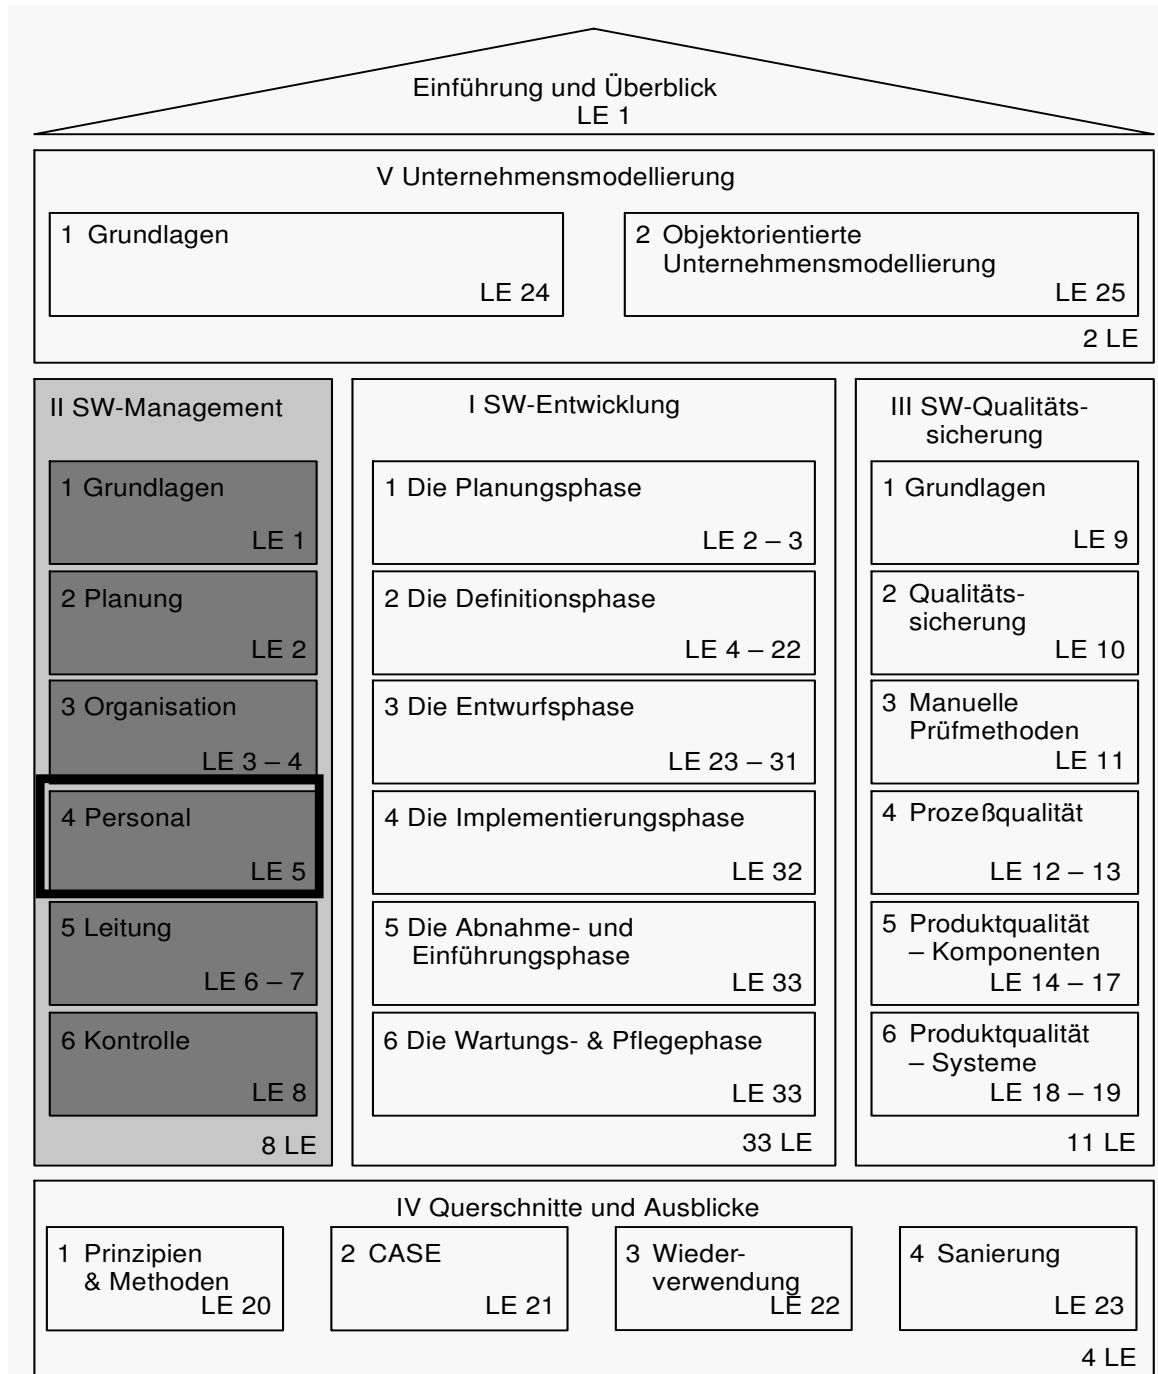 Einführung und Überblick
LE 1
V Unternehmensmodellierung
1 Grundlagen
LE 24
2 Objektorientierte
Unternehmensmodellierung
LE 25
2 LE
II SW-Management
1 Grundlagen
LE 1
2 Planung
LE 2
3 Organisation
LE 3 – 4
4 Personal
LE 5
5 Leitung
LE 6 – 7
6 Kontrolle
LE 8
8 LE
I SW-Entwicklung
1 Die Planungsphase
LE 2 – 3
2 Die Definitionsphase
LE 4 – 22
3 Die Entwurfsphase
LE 23 – 31
4 Die Implementierungsphase
LE 32
5 Die Abnahme- und
Einführungsphase
LE 33
6 Die Wartungs- & Pflegephase
LE 33
33 LE
III SW-Qualitäts-
sicherung
1 Grundlagen
LE 9
2 Qualitäts-
sicherung
LE 10
3 Manuelle
Prüfmethoden
LE 11
4 Prozeßqualität
LE 12 – 13
5 Produktqualität
– Komponenten
LE 14 – 17
6 Produktqualität
– Systeme
LE 18 – 19
11 LE
IV Querschnitte und Ausblicke
1 Prinzipien
& Methoden
LE 20
2 CASE
LE 21
3 Wieder-
verwendung
LE 22
4 Sanierung
LE 23
4 LE